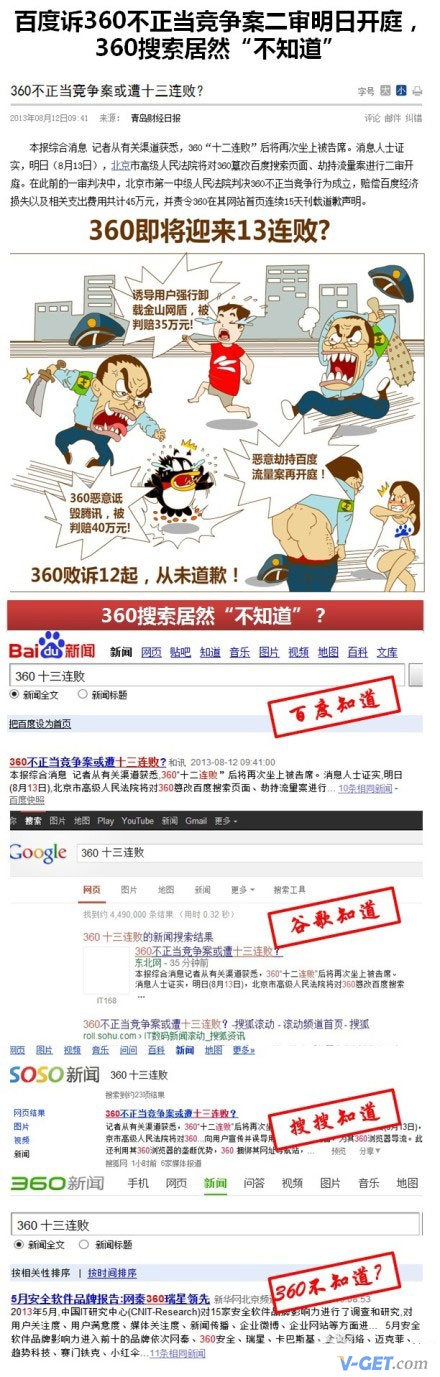 百度诉360不正当竞争案二审明日开庭，
360搜索居然“不知道”
360不正当竞争案或遭十三连败？
字号 大 小
2013年08月12日09:41 来源： 青岛财经日报
评论 邮件 纠错
本报综合消息 记者从有关渠道获悉，360“十二连败”后将再次坐上被告席。消息人士证
实，明日（8月13日），北京市高级人民法院将对360篡改百度搜索页面、劫持流量案进行二审开
庭。在此前的一审判决中，北京市第一中级人民法院判决360不正当竞争行为成立，赔偿百度经济
损失以及相关支出费用共计45万元，并责令360在其网站首页连续15天刊载道歉声明。
360即将迎来13连败？
诱导用户强行卸
载金山网盾，被
判赔35万元！
360恶意诋
毁腾讯，被
判赔40万元！
恶意劫持百度
流量案再开庭！
360败诉12起，从未道歉！
360搜索居然“不知道”？
Bai du 新闻 新闻 网页 贴吧 知道 音乐 图片 视频 地图 百科 文库
360 十三连败
新闻全文 新闻标题
百度知道
把百度设为首页
360不正当竞争案或遭十三连败？ 和讯 2013-08-12 09:41:00
本报综合消息 记者从有关渠道获悉,360“十二连败”后将再次坐上被告席。消息人士证实,明日
(8月13日),北京市高级人民法院将对360篡改百度搜索页面、劫持流量案进行... 10条相同新闻 -
百度快照
搜索 图片 地图 Play YouTube 新闻 Gmail 更多
Google 360 十三连败
网页 图片 地图 新闻 更多 搜索工具
找到约 4,490,000 条结果 （用时 0.32 秒）
谷歌知道
360 十三连败的新闻搜索结果
360不正当竞争案或遭十三连败？
东北网 - 35 分钟前
本报综合消息记者从有关渠道获悉，360“十二连败”后将再次坐上被告席。
消息人士证实，明日(8月13日)，北京市高级人民法院将对360篡改百度搜索
...
IT168
360不正当竞争案或遭十三连败？-搜狐滚动 - 滚动频道首页 - 搜狐
roll.sohu.com › IT数码新闻滚动_搜狐资讯
网页 图片 视频 音乐 问问 百科 新闻 地图 更多»
SOSO新闻 360 十三连败
搜索到约23项结果
网页结果
图片
视频
新闻
360不正当竞争案或遭十三连败？
记者从有关渠道获悉，360“十二连败”后将再次坐上被告席。
京市高级人民法院将对360...向用户宣传并误导用
此还利用其360浏览器的垄断优势，360 捆绑其网址导航站，... 预览 分享
搜狐网 1小时前 6家媒体报道
搜搜知道
360新闻 手机 网页 新闻 问答 视频 图片 音乐 地图
360 十三连败
新闻全文 新闻标题
按相关性排序 | 按时间排序
360不知道？
5月安全软件品牌报告:网秦360瑞星领先 新华网北京频道
2013年5月,中国IT研究中心(CNIT-Research)对15家安全软件品牌影响力进行了调查和研究,对
用户关注度、用户满意度、媒体关注度、新闻传播、企业微博、企业网站等方面进... 5月安全
软件品牌影响力进入前十的品牌依次网秦、360安全、瑞星、卡巴斯基、金山网络、迈克菲、
趋势科技、赛门铁克、小红伞...11条相同新闻
V-GET.com